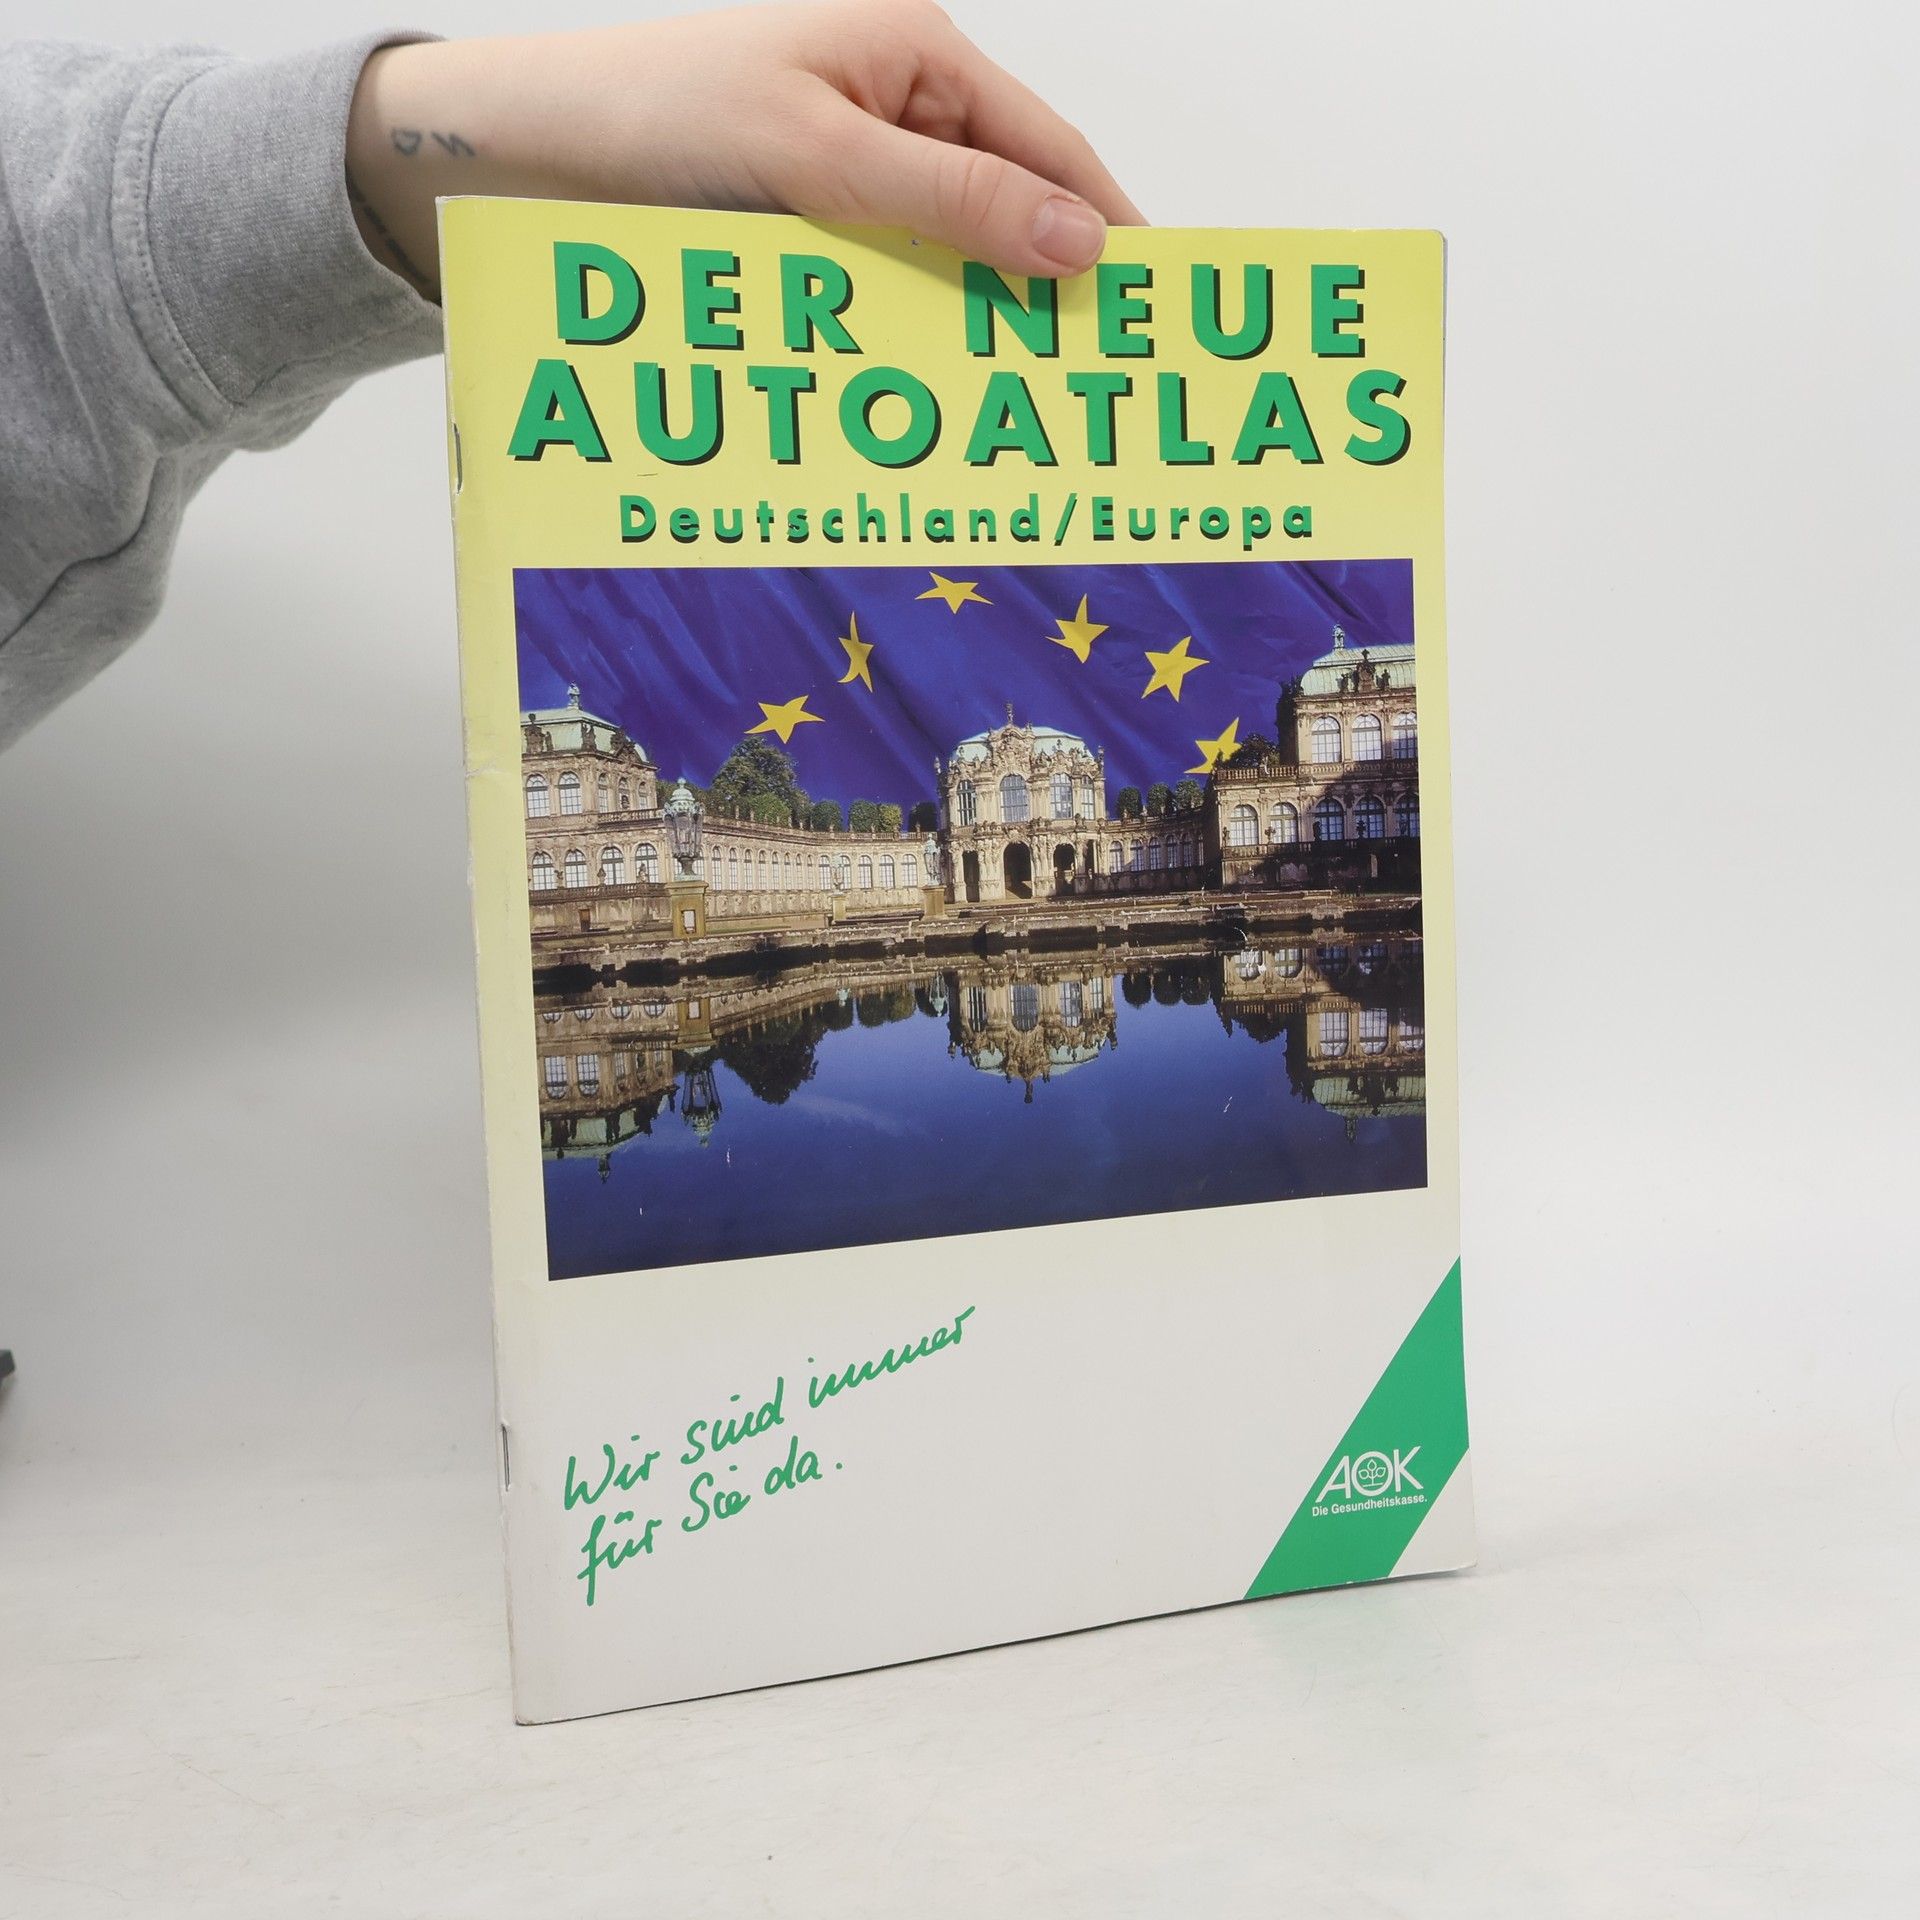 DER NEUE
AUTOATLAS
Deutschland/Europa
Wir sind immer
für Sie da.
AOK
Die Gesundheitskasse.